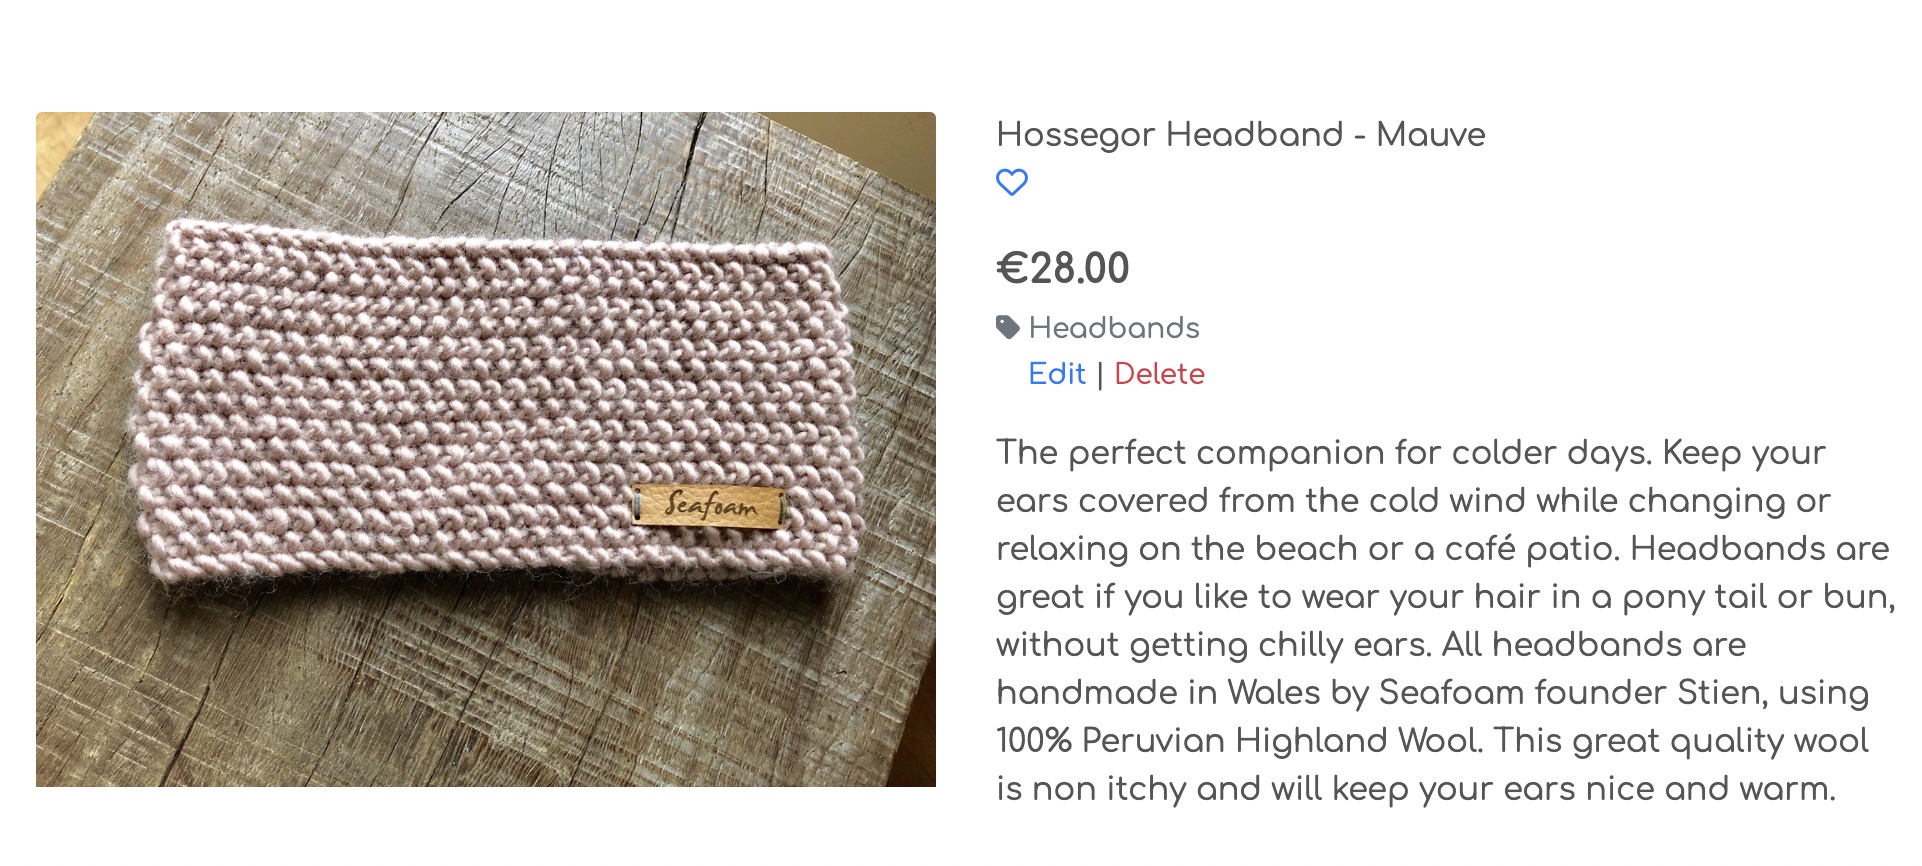 Hossegor Headband - Mauve
€28.00
Headbands
Edit | Delete
The perfect companion for colder days. Keep your
ears covered from the cold wind while changing or
relaxing on the beach or a café patio. Headbands are
great if you like to wear your hair in a pony tail or bun,
without getting chilly ears. All headbands are
handmade in Wales by Seafoam founder Stien, using
100% Peruvian Highland Wool. This great quality wool
is non itchy and will keep your ears nice and warm.
Seafoam